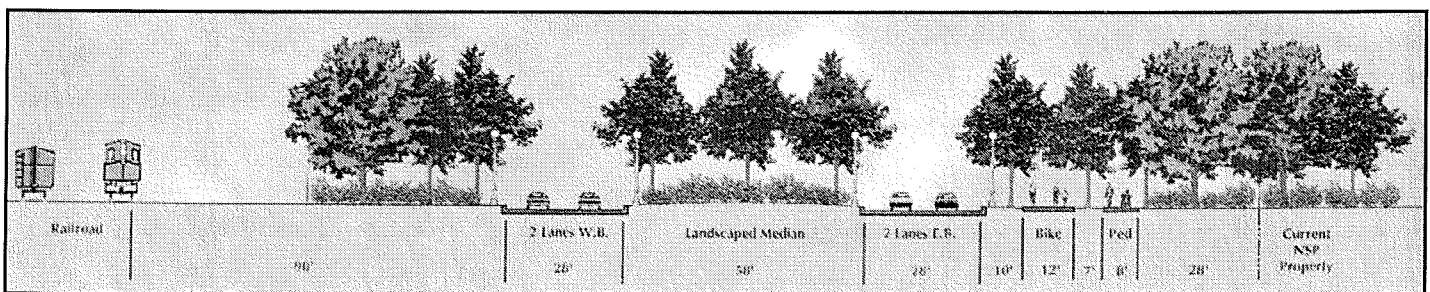 Railroad
90'
2 Lanes W.B.
28'
Landscaped Median
58'
2 Lanes E.B.
28'
10'
Bike
12'
7'
Ped
8'
28'
Current
NSP
Property